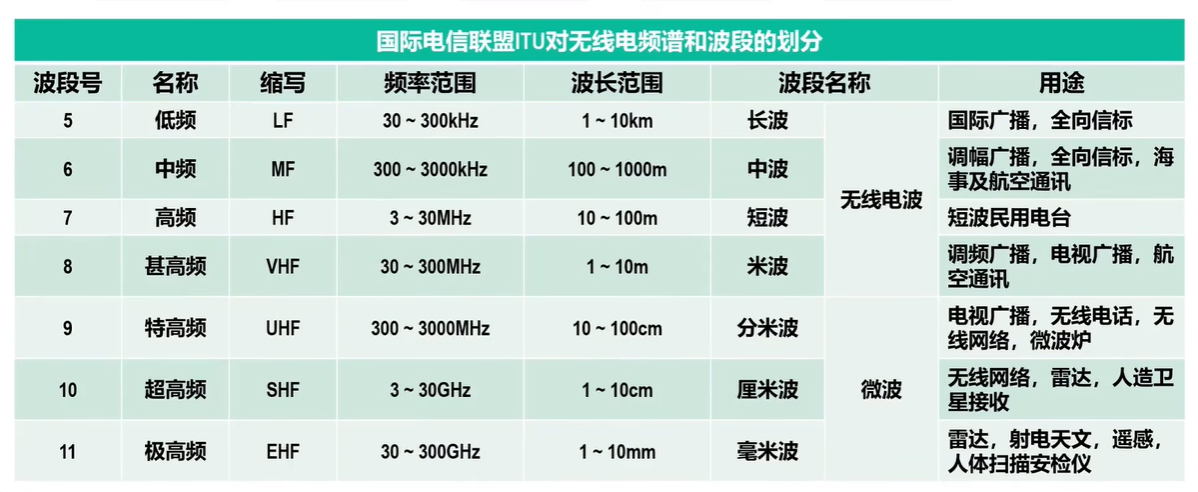 国际电信联盟ITU对无线电频谱和波段的划分
波段号 名称 缩写 频率范围 波长范围 波段名称 用途
5 低频 LF 30 ~ 300kHz 1 ~ 10km 长波 国际广播，全向信标
6 中频 MF 300 ~ 3000kHz 100 ~ 1000m 中波 调幅广播，全向信标，海
事及航空通讯
无线电波
7 高频 HF 3 ~ 30MHz 10 ~ 100m 短波 短波民用电台
8 甚高频 VHF 30 ~ 300MHz 1 ~ 10m 米波 调频广播，电视广播，航
空通讯
9 特高频 UHF 300 ~ 3000MHz 10 ~ 100cm 分米波 电视广播，无线电话，无
线网络，微波炉
10 超高频 SHF 3 ~ 30GHz 1 ~ 10cm 厘米波 微波 无线网络，雷达，人造卫
星接收
11 极高频 EHF 30 ~ 300GHz 1 ~ 10mm 毫米波 雷达，射电天文，遥感，
人体扫描安检仪